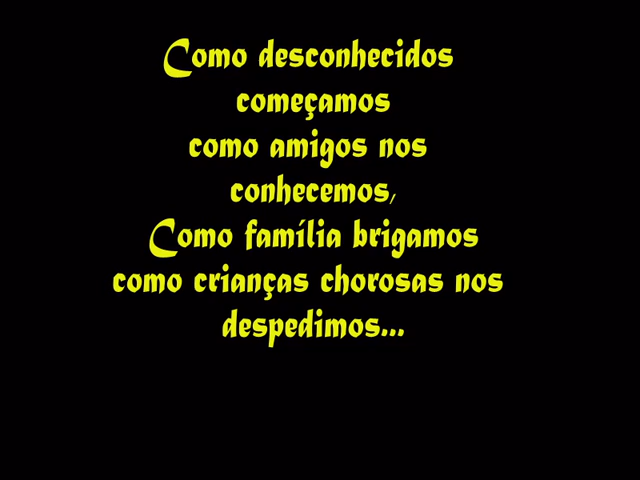 Como desconhecidos
começamos
como amigos nos
conhecemos,
Como família brigamos
como crianças chorosas nos
despedimos...